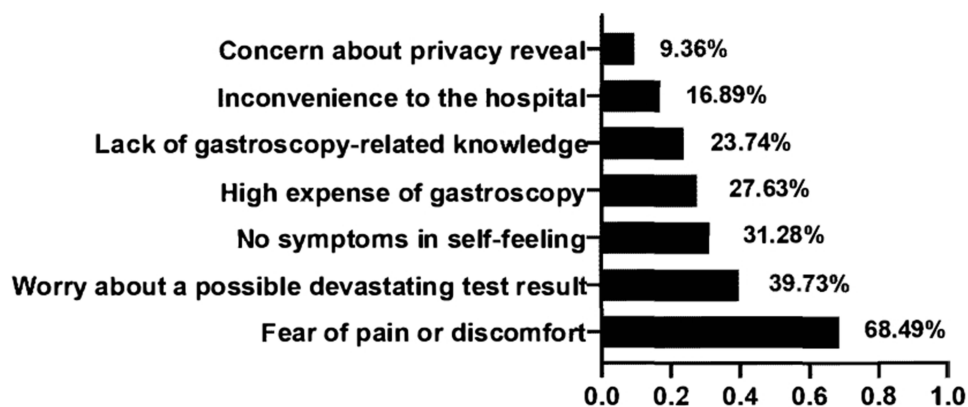 Concern about privacy reveal 9.36%
Inconvenience to the hospital 16.89%
Lack of gastroscopy-related knowledge 23.74%
High expense of gastroscopy 27.63%
No symptoms in self-feeling 31.28%
Worry about a possible devastating test result 39.73%
Fear of pain or discomfort 68.49%
0.0 0.2 0.4 0.6 0.8 1.0